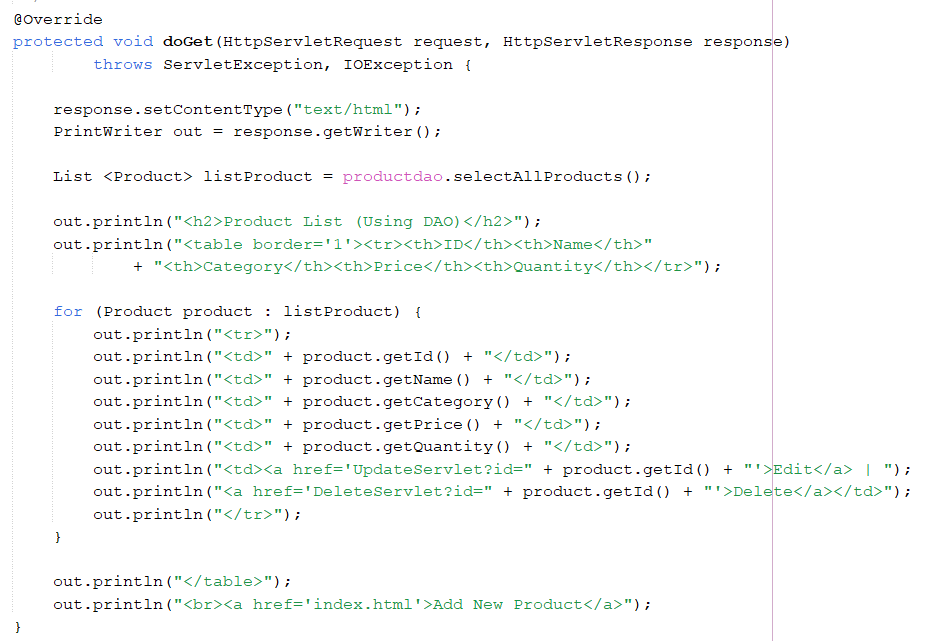 @Override
protected void doGet(HttpServletRequest request, HttpServletResponse response)
        throws ServletException, IOException {

    response.setContentType("text/html");
    PrintWriter out = response.getWriter();

    List <Product> listProduct = productdao.selectAllProducts();

    out.println("<h2>Product List (Using DAO)</h2>");
    out.println("<table border='1'><tr><th>ID</th><th>Name</th>"
            + "<th>Category</th><th>Price</th><th>Quantity</th></tr>");

    for (Product product : listProduct) {
        out.println("<tr>");
        out.println("<td>" + product.getId() + "</td>");
        out.println("<td>" + product.getName() + "</td>");
        out.println("<td>" + product.getCategory() + "</td>");
        out.println("<td>" + product.getPrice() + "</td>");
        out.println("<td>" + product.getQuantity() + "</td>");
        out.println("<td><a href='UpdateServlet?id=" + product.getId() + "'>Edit</a> | ");
        out.println("<a href='DeleteServlet?id=" + product.getId() + "'>Delete</a></td>");
        out.println("</tr>");
    }

    out.println("</table>");
    out.println("<br><a href='index.html'>Add New Product</a>");
}